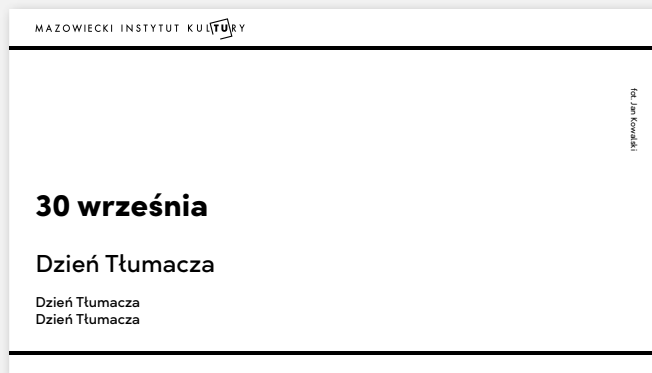 MAZOWIECKI INSTYTUT KULTURY
fot. Jan Kowalski
30 września
Dzień Tłumacza
Dzień Tłumacza
Dzień Tłumacza